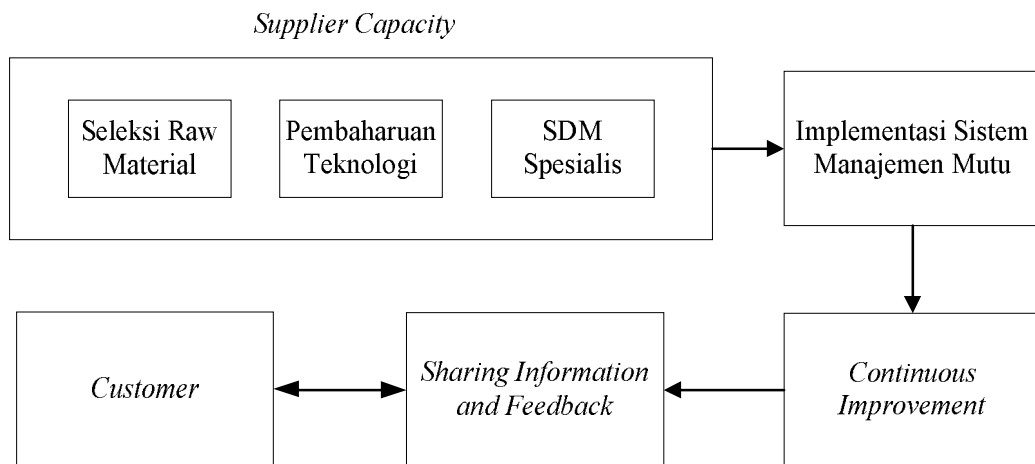 Supplier Capacity
Seleksi Raw
Material
Pembaharuan
Teknologi
SDM
Spesialis
Implementasi Sistem
Manajemen Mutu
Customer
Sharing Information
and Feedback
Continuous
Improvement